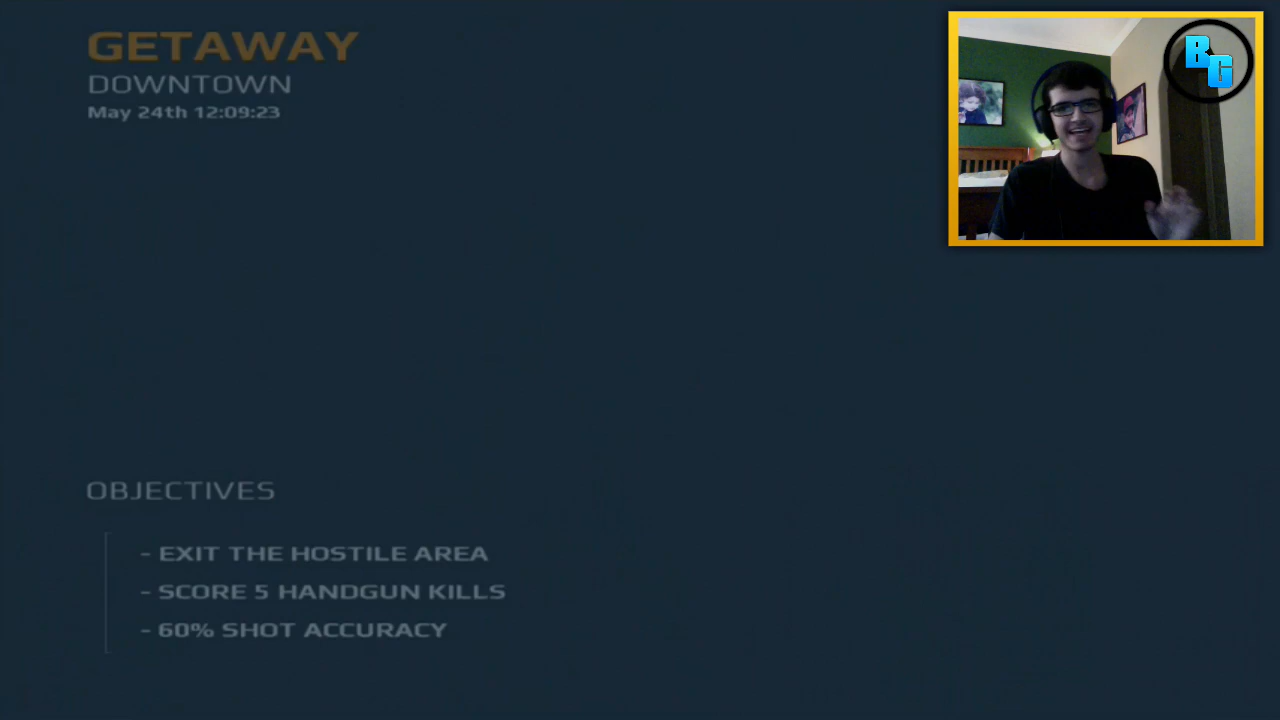 GETAWAY
DOWNTOWN
May 24th 12:09:23
BG
OBJECTIVES
- EXIT THE HOSTILE AREA
- SCORE 5 HANDGUN KILLS
- 60% SHOT ACCURACY